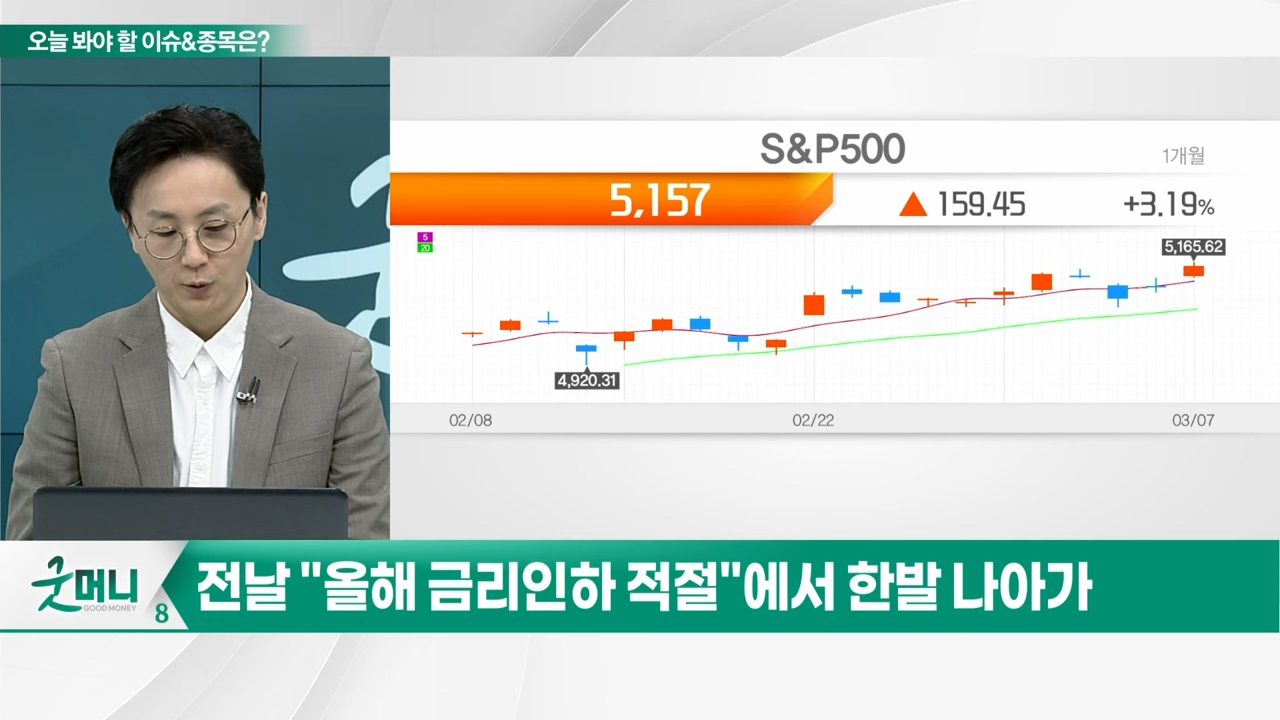 오늘 봐야 할 이슈&종목은?
S&P500
1개월
5,157
▲ 159.45
+3.19%
5
20
5,165.62
4,920.31
02/08
02/22
03/07
굿머니
GOOD MONEY
8
전날 "올해 금리인하 적절"에서 한발 나아가